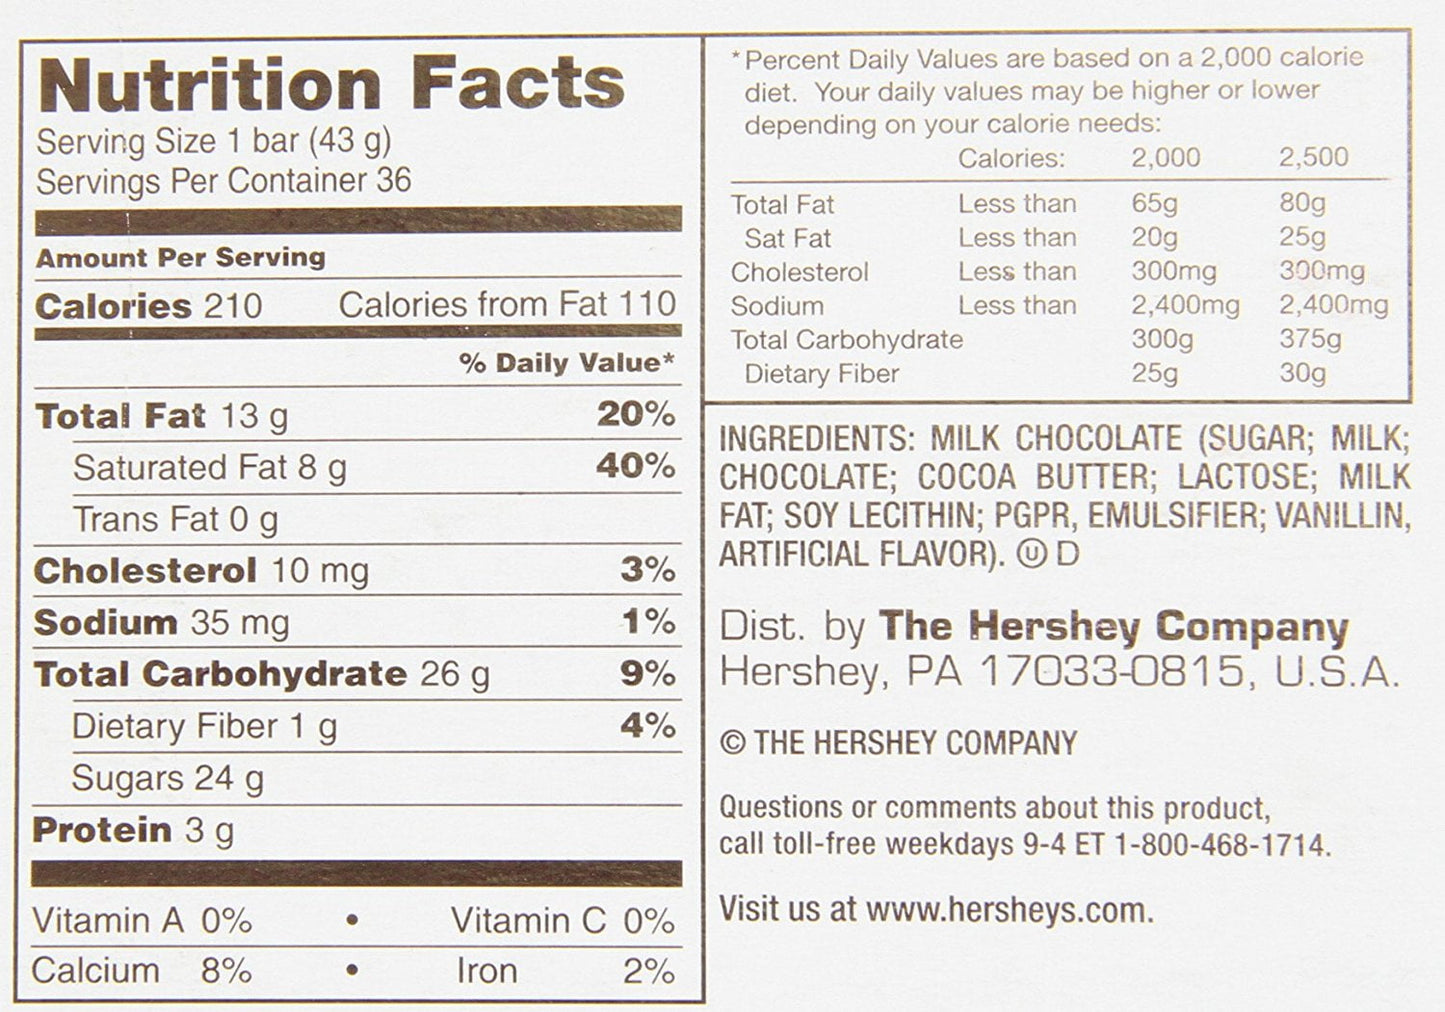 Nutrition Facts
Serving Size 1 bar (43 g)
Servings Per Container 36
Amount Per Serving
Calories 210 Calories from Fat 110
% Daily Value*
Total Fat 13 g 20%
Saturated Fat 8 g 40%
Trans Fat 0 g
Cholesterol 10 mg 3%
Sodium 35 mg 1%
Total Carbohydrate 26 g 9%
Dietary Fiber 1 g 4%
Sugars 24 g
Protein 3 g
Vitamin A 0% • Vitamin C 0%
Calcium 8% • Iron 2%
*Percent Daily Values are based on a 2,000 calorie
diet. Your daily values may be higher or lower
depending on your calorie needs:
Calories: 2,000 2,500
Total Fat Less than 65g 80g
Sat Fat Less than 20g 25g
Cholesterol Less than 300mg 300mg
Sodium Less than 2,400mg 2,400mg
Total Carbohydrate 300g 375g
Dietary Fiber 25g 30g
INGREDIENTS: MILK CHOCOLATE (SUGAR; MILK;
CHOCOLATE; COCOA BUTTER; LACTOSE; MILK
FAT; SOY LECITHIN; PGPR, EMULSIFIER; VANILLIN,
ARTIFICIAL FLAVOR). Ⓤ D
Dist. by The Hershey Company
Hershey, PA 17033-0815, U.S.A.
© THE HERSHEY COMPANY
Questions or comments about this product,
call toll-free weekdays 9-4 ET 1-800-468-1714.
Visit us at www.hersheys.com.